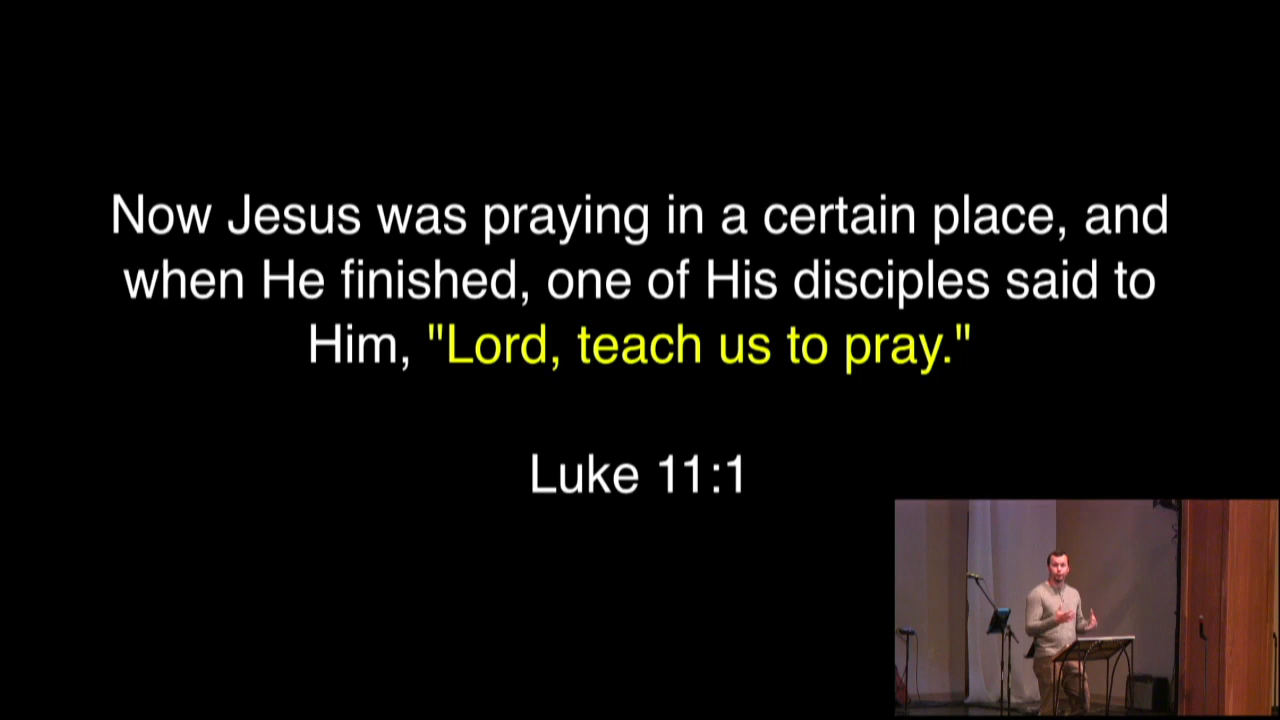 Now Jesus was praying in a certain place, and
when He finished, one of His disciples said to
Him, "Lord, teach us to pray."
Luke 11:1